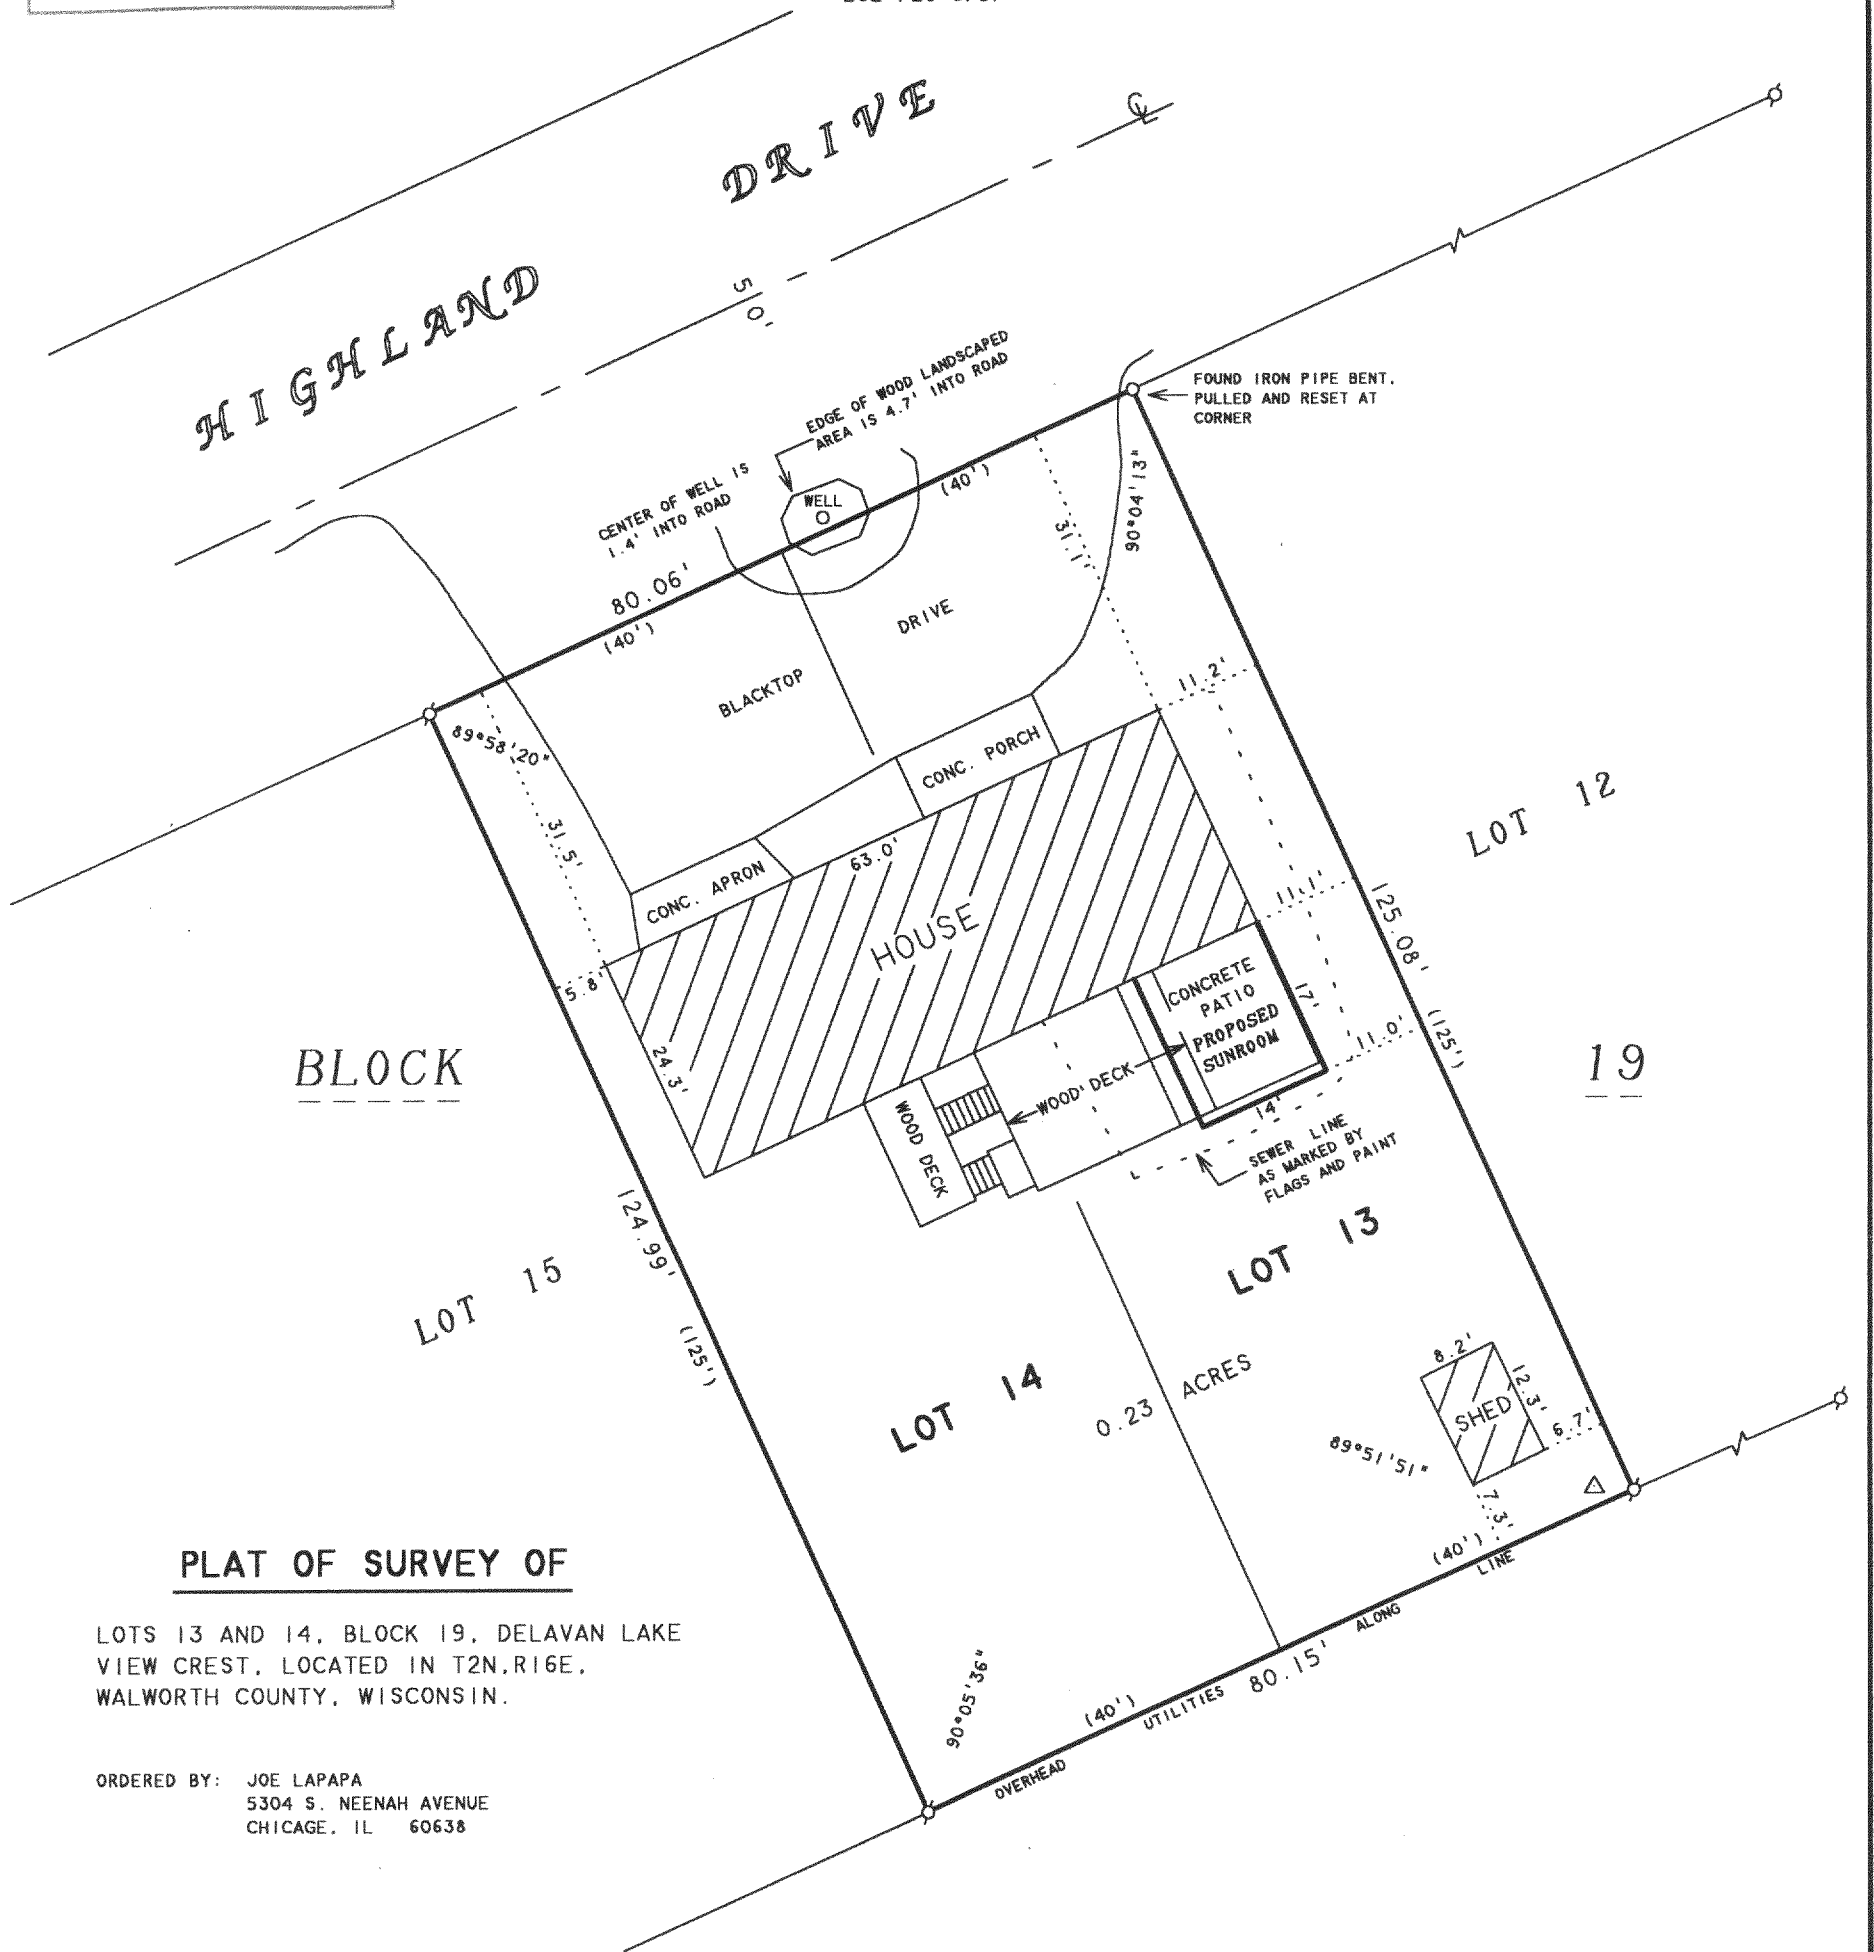 HIGHLAND DRIVE
℄
50'
EDGE OF WOOD LANDSCAPED
AREA IS 4.7' INTO ROAD
FOUND IRON PIPE BENT,
PULLED AND RESET AT
CORNER
CENTER OF WELL IS
1.4' INTO ROAD
WELL
(40')
31.1'
90°04'13"
80.06'
(40')
DRIVE
BLACKTOP
11.2'
89°58'20"
31.5'
CONC. PORCH
CONC. APRON
63.0'
HOUSE
LOT 12
11.1'
125.08'
(125')
5.8'
24.3'
CONCRETE
PATIO
PROPOSED
SUNROOM
17'
11.0'
14'
BLOCK
19
WOOD DECK
WOOD DECK
SEWER LINE
AS MARKED BY
FLAGS AND PAINT
124.99'
(125')
LOT 15
LOT 13
LOT 14
0.23 ACRES
8.2'
12.3'
SHED
6.7'
89°51'51"
7.3'
(40')
LINE
ALONG
80.15'
UTILITIES
(40')
OVERHEAD
90°05'36"
PLAT OF SURVEY OF
LOTS 13 AND 14, BLOCK 19, DELAVAN LAKE
VIEW CREST, LOCATED IN T2N,R16E,
WALWORTH COUNTY, WISCONSIN.
ORDERED BY: JOE LAPAPA
5304 S. NEENAH AVENUE
CHICAGE, IL 60638